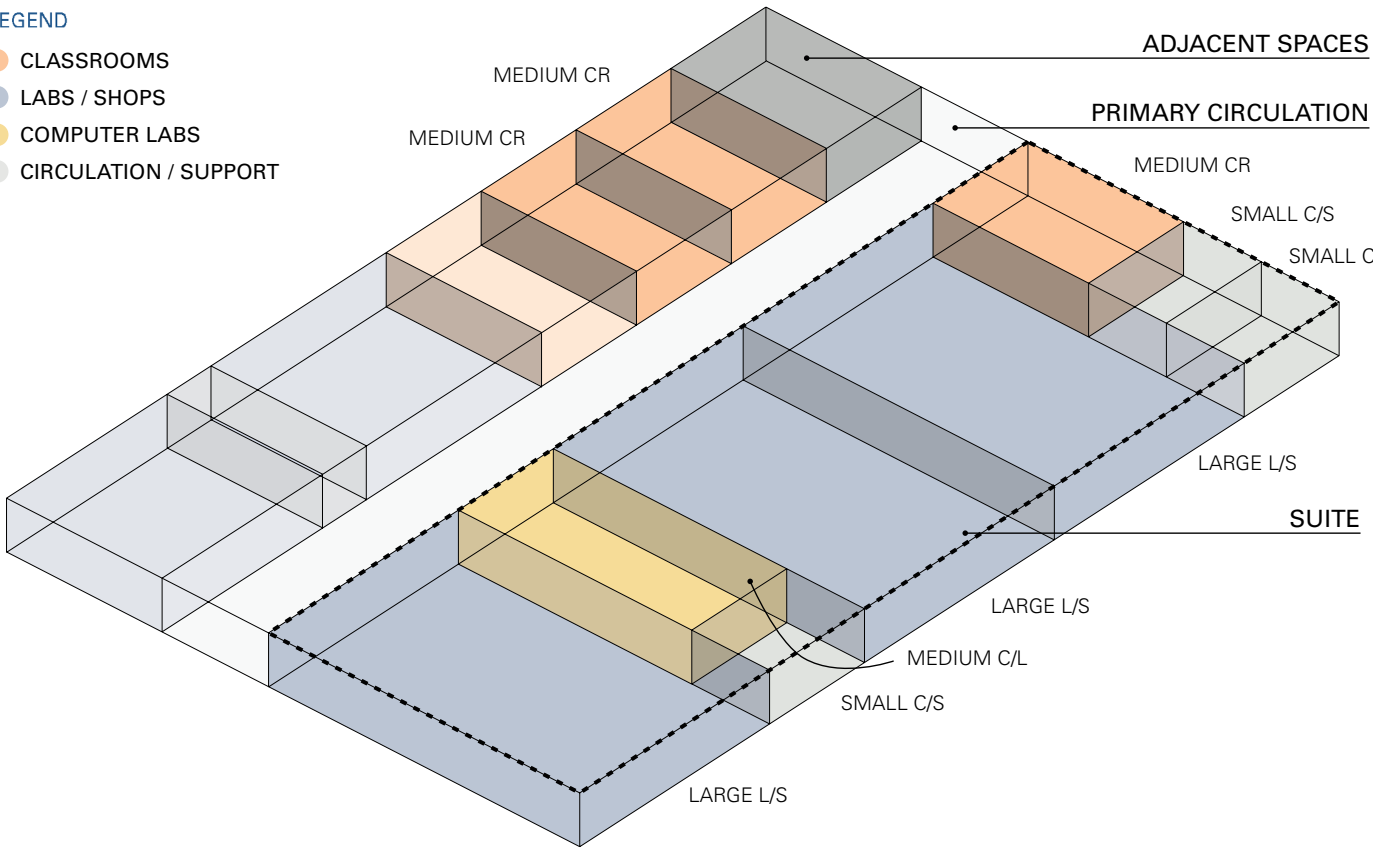 EGEND
CLASSROOMS
LABS / SHOPS
COMPUTER LABS
CIRCULATION / SUPPORT
ADJACENT SPACES
MEDIUM CR
PRIMARY CIRCULATION
MEDIUM CR
MEDIUM CR
SMALL C/S
SMALL C
LARGE L/S
SUITE
LARGE L/S
MEDIUM C/L
SMALL C/S
LARGE L/S